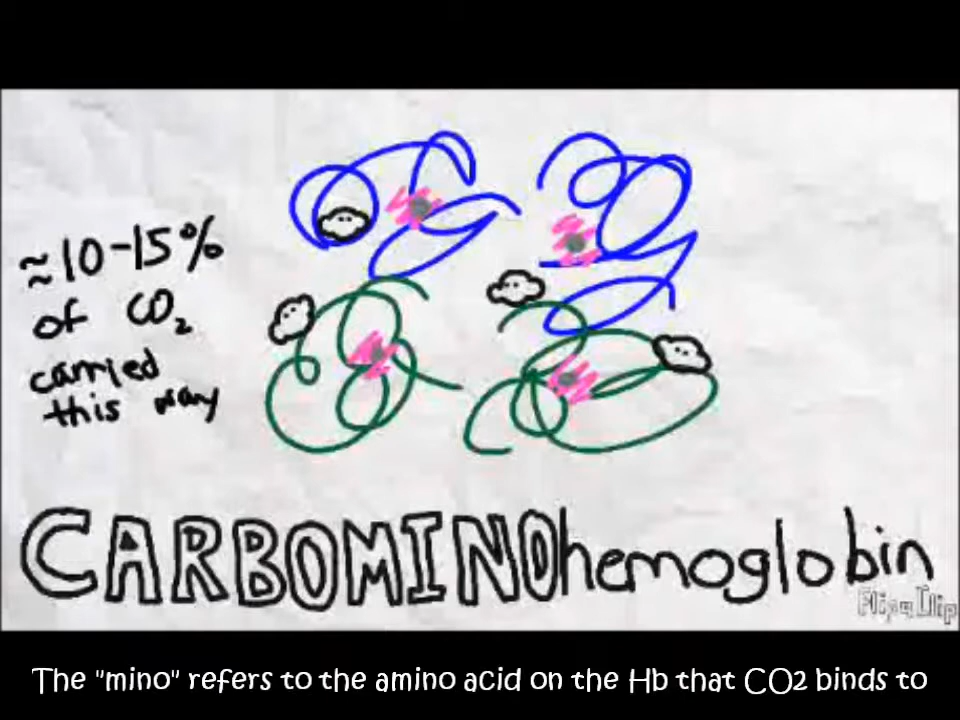 ≈10-15%
of CO₂
carried
this way
CARBOMINOhemoglobin
FlipaClip
The "mino" refers to the amino acid on the Hb that CO2 binds to